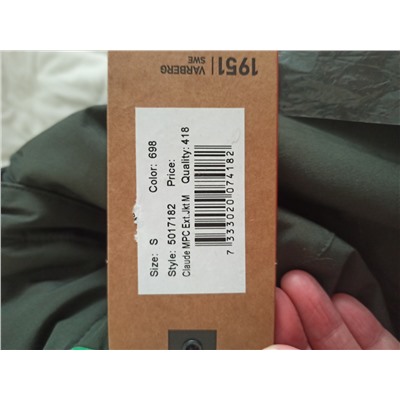 1951 | VARBERG
SWE
Size: S Color: 698
Style: 5017182 Price:
Claude MPC Ext Jkt M Quality: 418
7 333020 074182